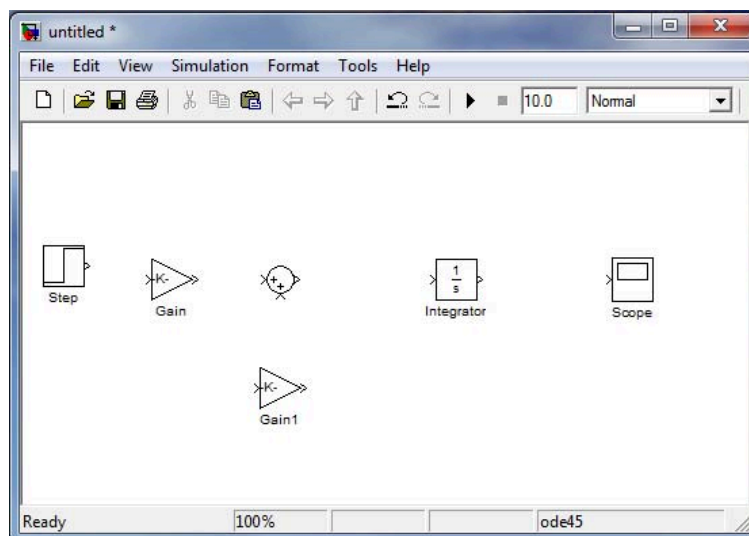 untitled *
File Edit View Simulation Format Tools Help
10.0 Normal
Step
-K-
Gain
+
+
1
s
Integrator
Scope
-K-
Gain1
Ready 100% ode45